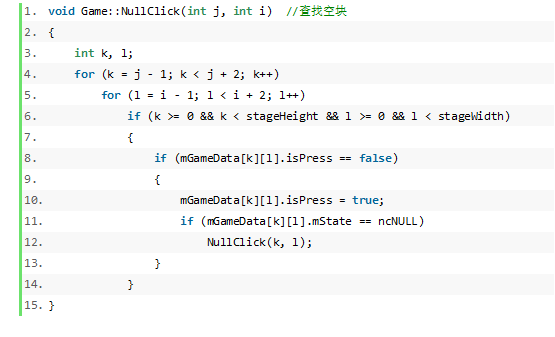 1. void Game::NullClick(int j, int i)  //查找空块
2. {
3.     int k, l;
4.     for (k = j - 1; k < j + 2; k++)
5.         for (l = i - 1; l < i + 2; l++)
6.             if (k >= 0 && k < stageHeight && l >= 0 && l < stageWidth)
7.             {
8.                 if (mGameData[k][l].isPress == false)
9.                 {
10.                     mGameData[k][l].isPress = true;
11.                     if (mGameData[k][l].mState == ncNULL)
12.                         NullClick(k, l);
13.                 }
14.             }
15. }